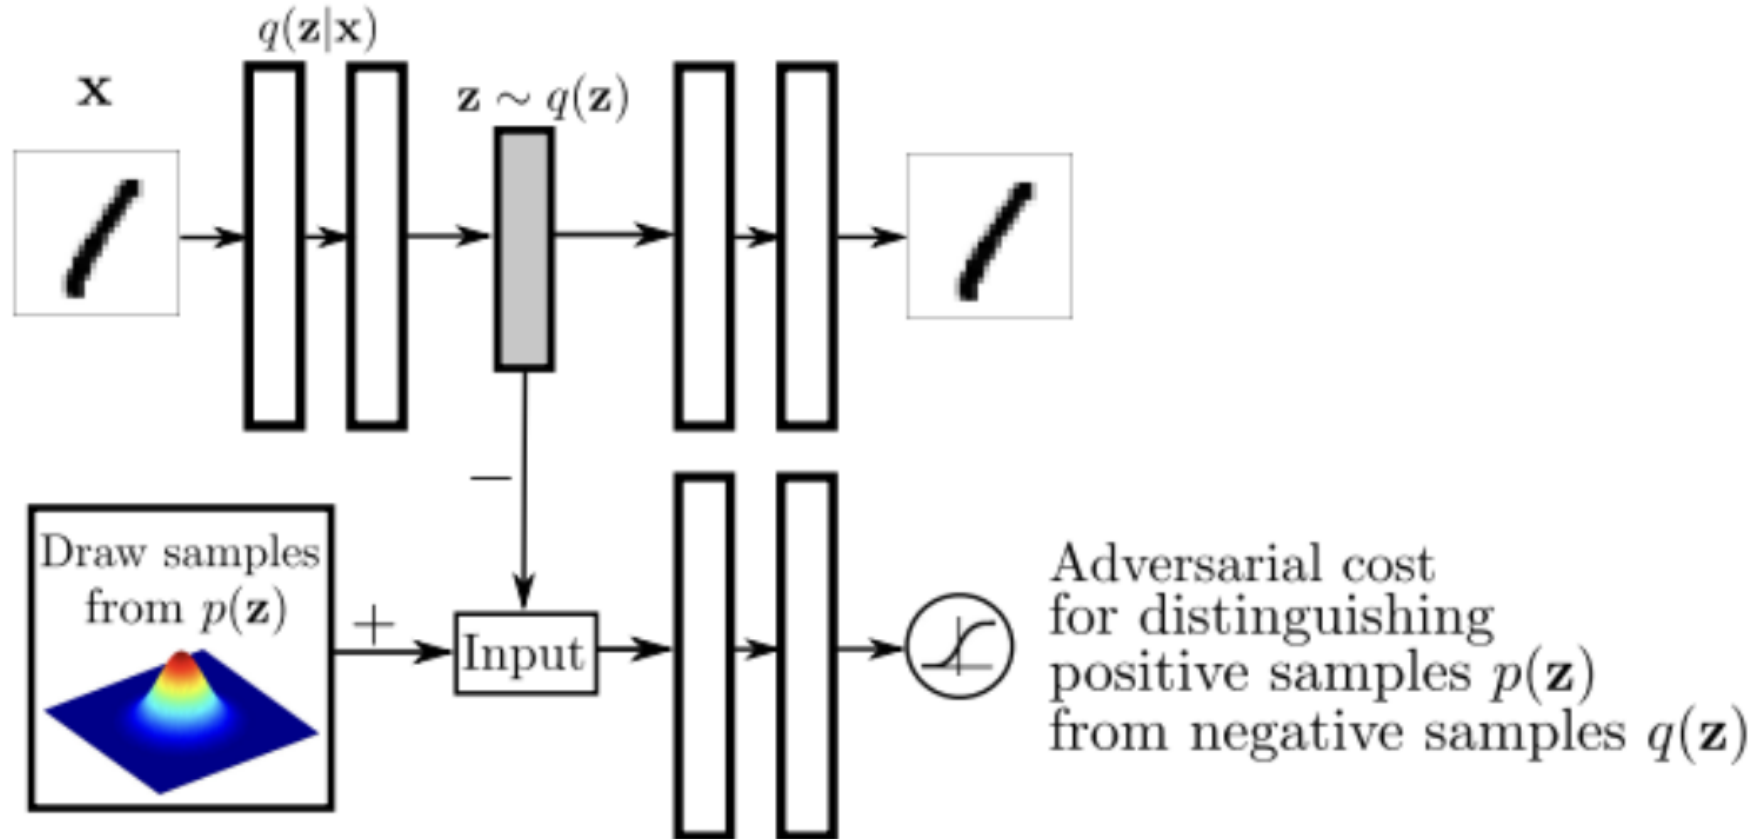 q(z|x)
x
z ∼ q(z)
−
Draw samples
from p(z)
+
Input
Adversarial cost
for distinguishing
positive samples p(z)
from negative samples q(z)